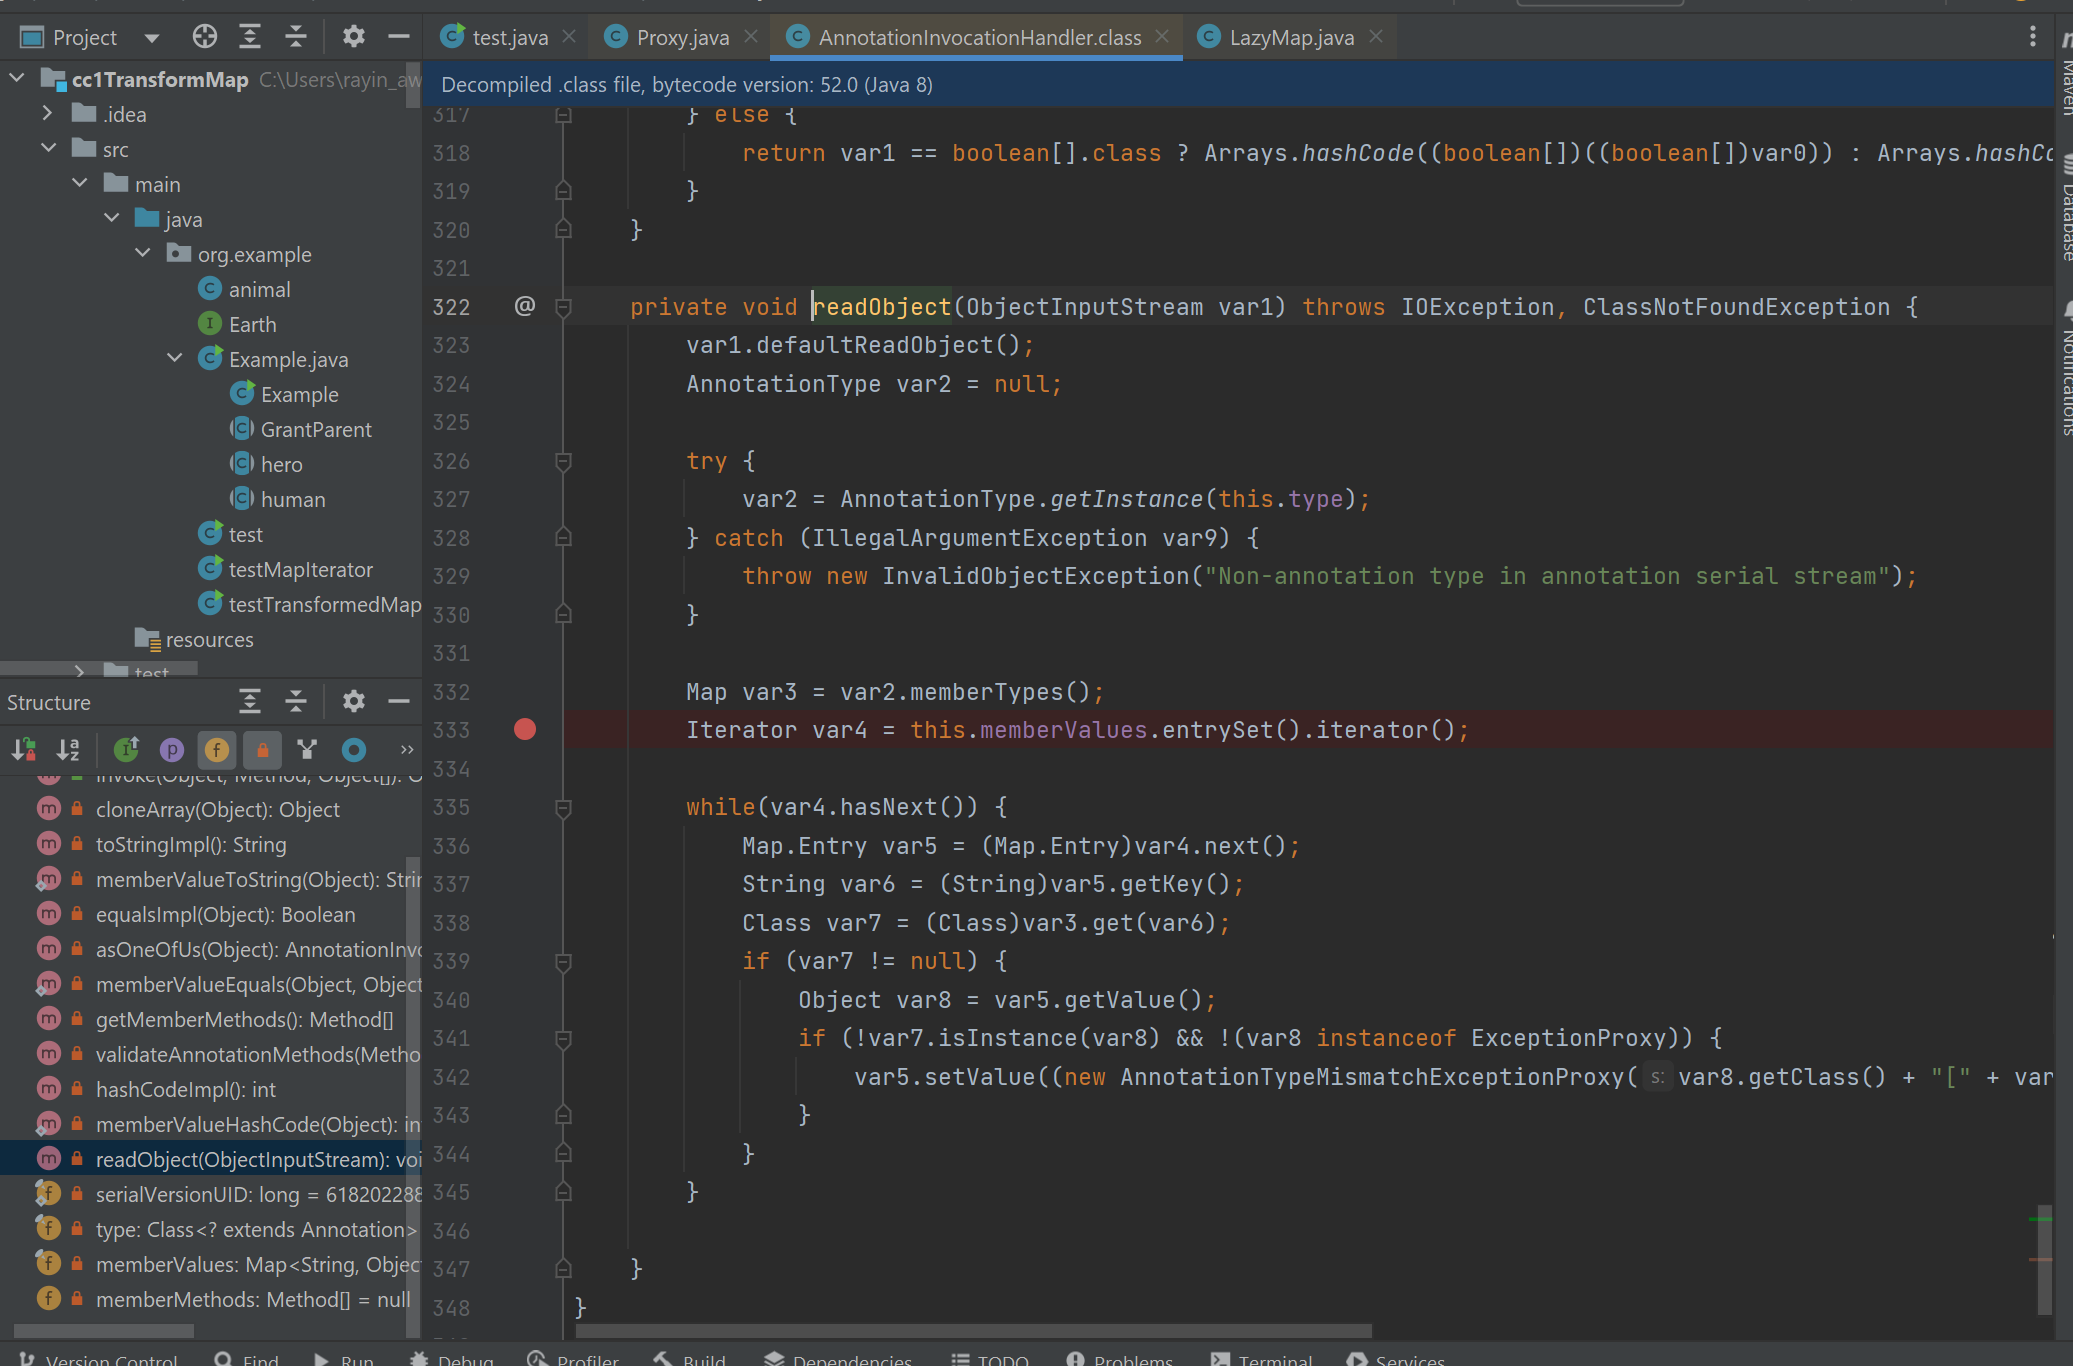 Project
test.java
Proxy.java
AnnotationInvocationHandler.class
LazyMap.java
cc1TransformMap C:\Users\rayin_aw
.idea
src
main
java
org.example
animal
Earth
Example.java
Example
GrantParent
hero
human
test
testMapIterator
testTransformedMap
resources
test
Structure
invoke(Object, Method, Object[]): O
cloneArray(Object): Object
toStringImpl(): String
memberValueToString(Object): Strin
equalsImpl(Object): Boolean
asOneOfUs(Object): AnnotationInvo
memberValueEquals(Object, Object
getMemberMethods(): Method[]
validateAnnotationMethods(Metho
hashCodeImpl(): int
memberValueHashCode(Object): in
readObject(ObjectInputStream): voi
serialVersionUID: long = 618202288
type: Class<? extends Annotation>
memberValues: Map<String, Objec
memberMethods: Method[] = null
Decompiled .class file, bytecode version: 52.0 (Java 8)
317 } else {
318 return var1 == boolean[].class ? Arrays.hashCode((boolean[])((boolean[])var0)) : Arrays.hashCo
319 }
320 }
321
322 @ private void readObject(ObjectInputStream var1) throws IOException, ClassNotFoundException {
323 var1.defaultReadObject();
324 AnnotationType var2 = null;
325
326 try {
327 var2 = AnnotationType.getInstance(this.type);
328 } catch (IllegalArgumentException var9) {
329 throw new InvalidObjectException("Non-annotation type in annotation serial stream");
330 }
331
332 Map var3 = var2.memberTypes();
333 Iterator var4 = this.memberValues.entrySet().iterator();
334
335 while(var4.hasNext()) {
336 Map.Entry var5 = (Map.Entry)var4.next();
337 String var6 = (String)var5.getKey();
338 Class var7 = (Class)var3.get(var6);
339 if (var7 != null) {
340 Object var8 = var5.getValue();
341 if (!var7.isInstance(var8) && !(var8 instanceof ExceptionProxy)) {
342 var5.setValue((new AnnotationTypeMismatchExceptionProxy( s: var8.getClass() + "[" + var
343 }
344 }
345 }
346
347 }
348 }
Maven
Database
Notifications
Version Control
Find
Run
Debug
Profiler
Build
Dependencies
TODO
Problems
Terminal
Services